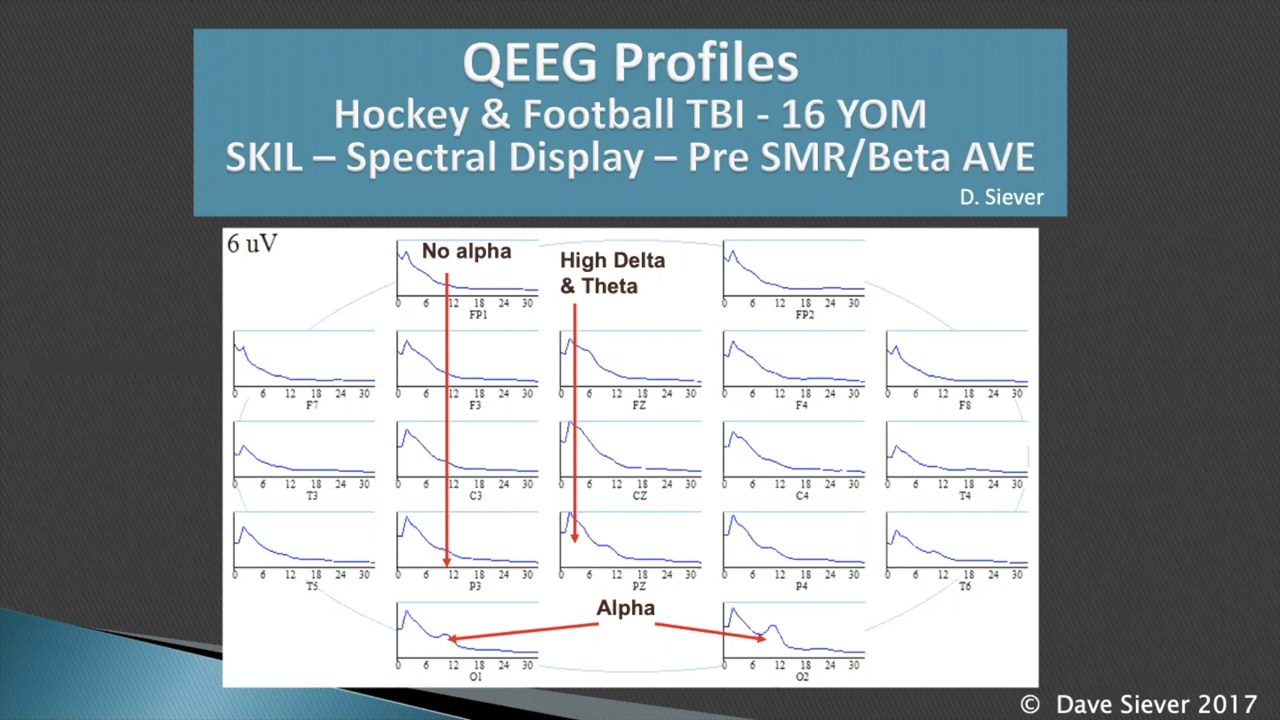 QEEG Profiles
Hockey & Football TBI - 16 YOM
SKIL – Spectral Display – Pre SMR/Beta AVE
D. Siever
6 uV
No alpha
High Delta
& Theta
0 6 12 18 24 30
FP1
0 6 12 18 24 30
FP2
0 6 12 18 24 30
F7
0 6 12 18 24 30
F3
0 6 12 18 24 30
FZ
0 6 12 18 24 30
F4
0 6 12 18 24 30
F8
0 6 12 18 24 30
T3
0 6 12 18 24 30
C3
0 6 12 18 24 30
CZ
0 6 12 18 24 30
C4
0 6 12 18 24 30
T4
0 6 12 18 24 30
T5
0 6 12 18 24 30
P3
0 6 12 18 24 30
PZ
0 6 12 18 24 30
P4
0 6 12 18 24 30
T6
Alpha
0 6 12 18 24 30
O1
0 6 12 18 24 30
O2
© Dave Siever 2017